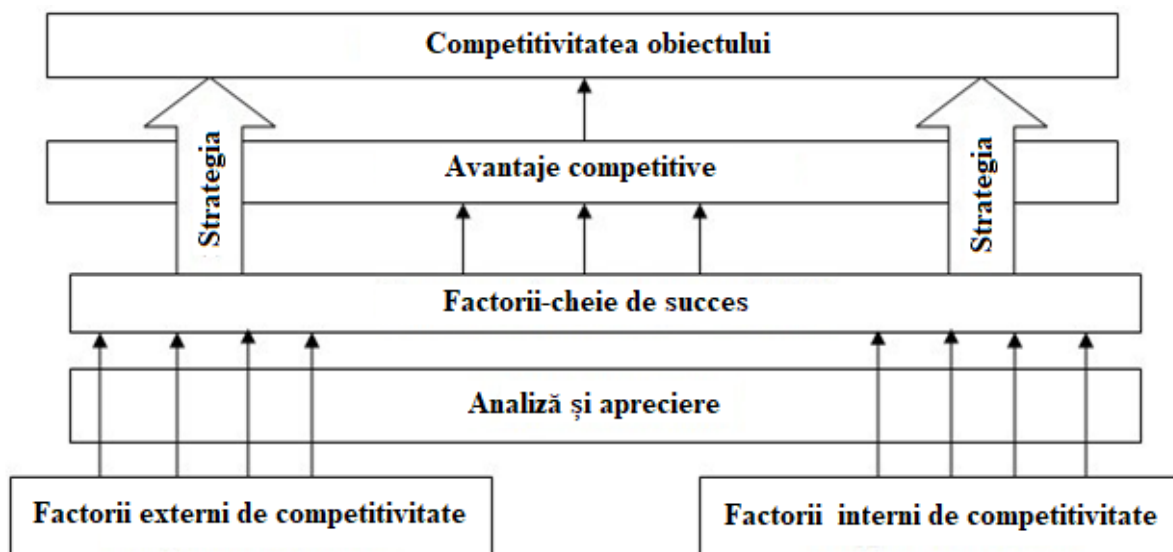 Competitivitatea obiectului
Strategia
Avantaje competitive
Strategia
Factorii-cheie de succes
Analiză și apreciere
Factorii externi de competitivitate
Factorii interni de competitivitate